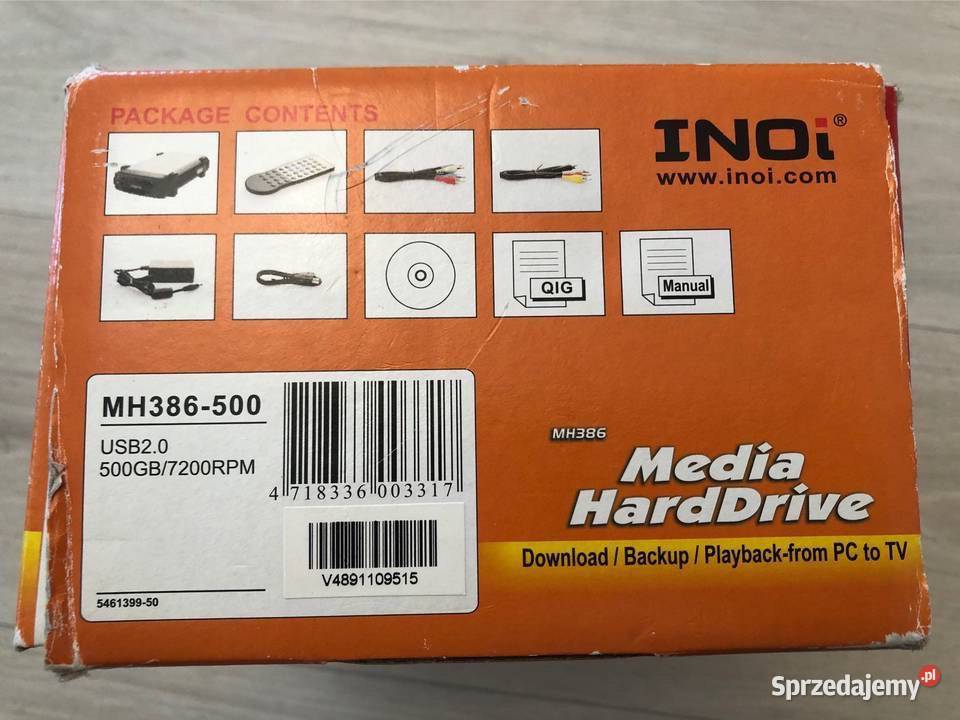 PACKAGE CONTENTS
INOi®
www.inoi.com
QIG
Manual
MH386-500
USB2.0
500GB/7200RPM
4 718336 003317
V4891109515
5461399-50
MH386
Media
HardDrive
Download / Backup / Playback-from PC to TV
Sprzedajemy.pl